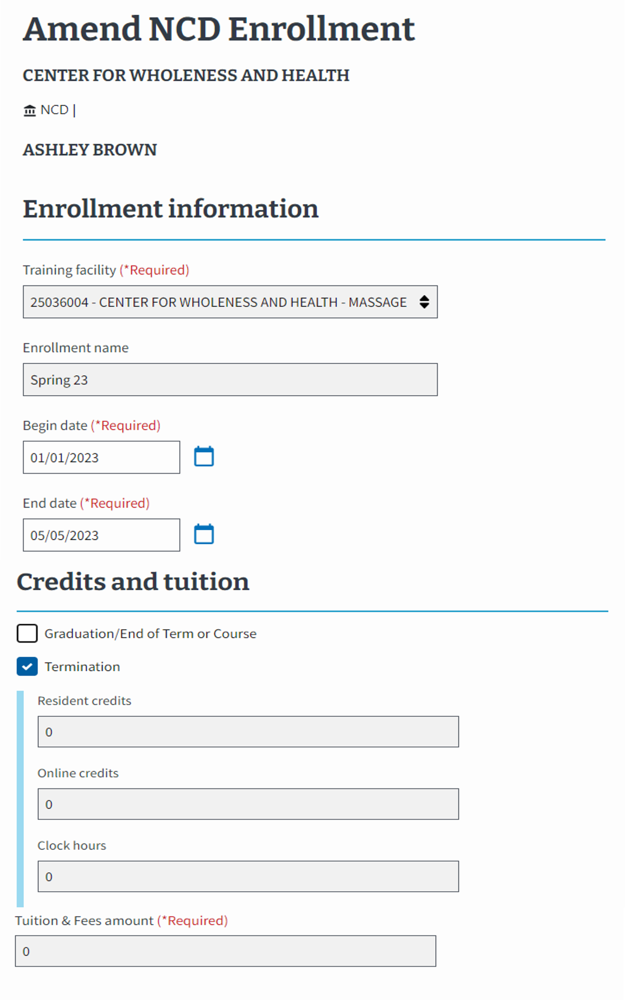 Amend NCD Enrollment
CENTER FOR WHOLENESS AND HEALTH
NCD |
ASHLEY BROWN
Enrollment information
Training facility (*Required)
25036004 - CENTER FOR WHOLENESS AND HEALTH - MASSAGE
Enrollment name
Spring 23
Begin date (*Required)
01/01/2023
End date (*Required)
05/05/2023
Credits and tuition
Graduation/End of Term or Course
Termination
Resident credits
0
Online credits
0
Clock hours
0
Tuition & Fees amount (*Required)
0